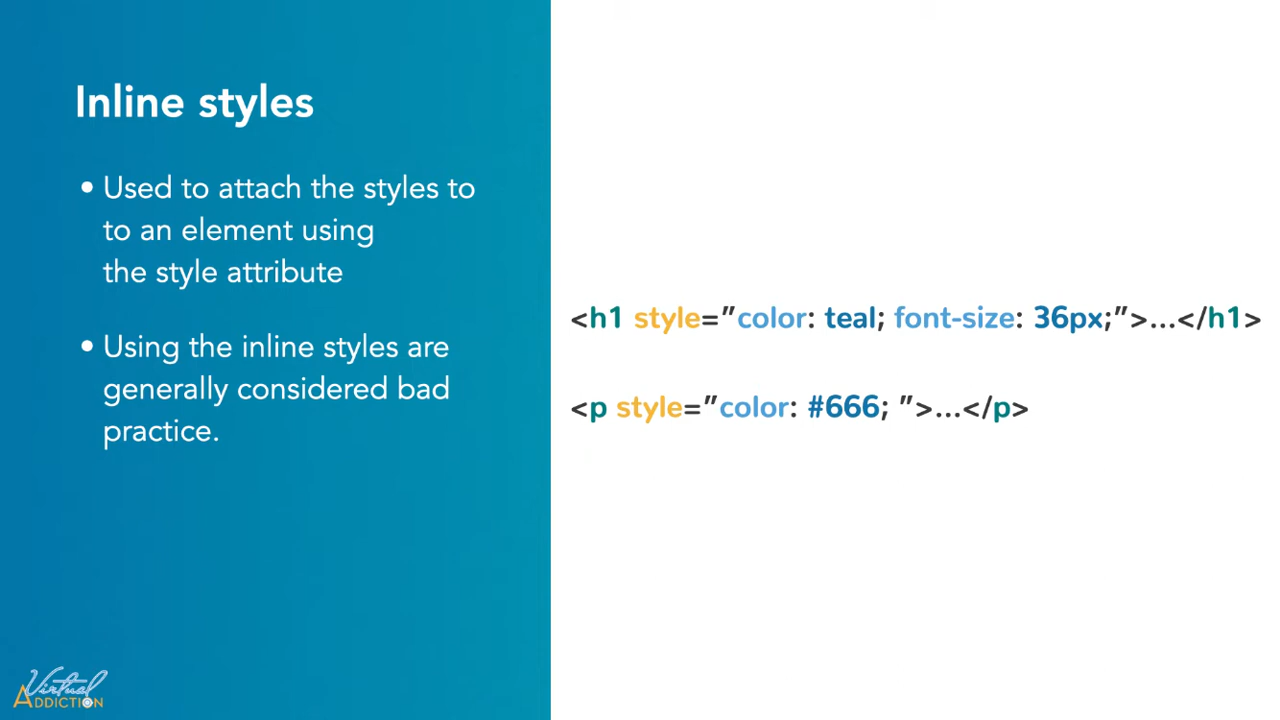 Inline styles
• Used to attach the styles to
to an element using
the style attribute
• Using the inline styles are
generally considered bad
practice.
<h1 style=”color: teal; font-size: 36px;”>...</h1>
<p style=”color: #666; ”>...</p>
Virtual
ADDICTION